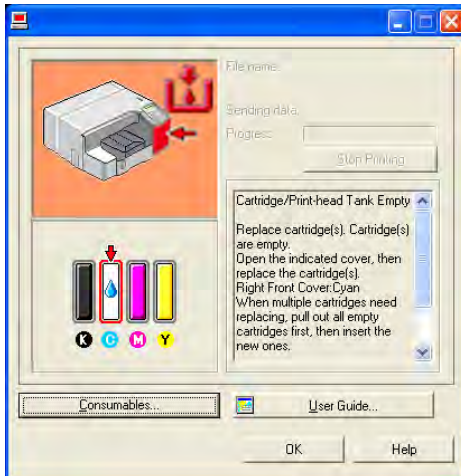 File name:
Sending data:
Progress:
Stop Printing
Cartridge/Print-head Tank Empty
Replace cartridge(s). Cartridge(s)
are empty.
Open the indicated cover, then
replace the cartridge(s).
Right Front Cover:Cyan
When multiple cartridges need
replacing, pull out all empty
cartridges first, then insert the
new ones.
K C M Y
Consumables...
User Guide...
OK
Help